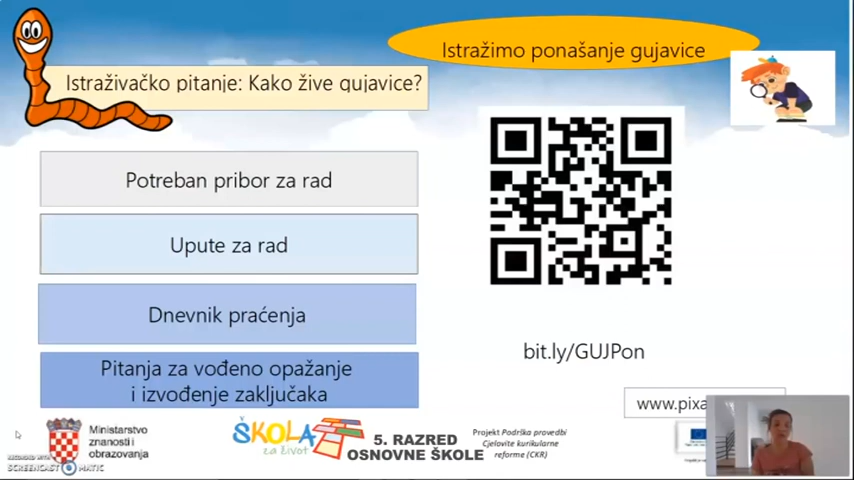 Istražimo ponašanje gujavice
Istraživačko pitanje: Kako žive gujavice?
Potreban pribor za rad
Upute za rad
Dnevnik praćenja
Pitanja za vođeno opažanje
i izvođenje zaključaka
bit.ly/GUJPon
www.pixa
Ministarstvo
znanosti i
obrazovanja
ŠKOLA
za život
5. RAZRED
OSNOVNE ŠKOLE
Projekt Podrška provedbi
Cjelovite kurikularne
reforme (CKR)
RECORDED WITH
SCREENCAST MATIC